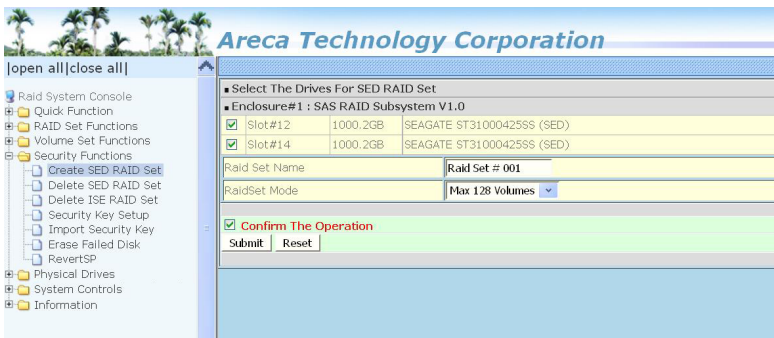 Areca Technology Corporation
|open all|close all|
Raid System Console
Quick Function
RAID Set Functions
Volume Set Functions
Security Functions
Create SED RAID Set
Delete SED RAID Set
Delete ISE RAID Set
Security Key Setup
Import Security Key
Erase Failed Disk
RevertSP
Physical Drives
System Controls
Information
Select The Drives For SED RAID Set
Enclosure#1 : SAS RAID Subsystem V1.0
Slot#12 1000.2GB SEAGATE ST31000425SS (SED)
Slot#14 1000.2GB SEAGATE ST31000425SS (SED)
Raid Set Name Raid Set # 001
RaidSet Mode Max 128 Volumes
Confirm The Operation
Submit Reset